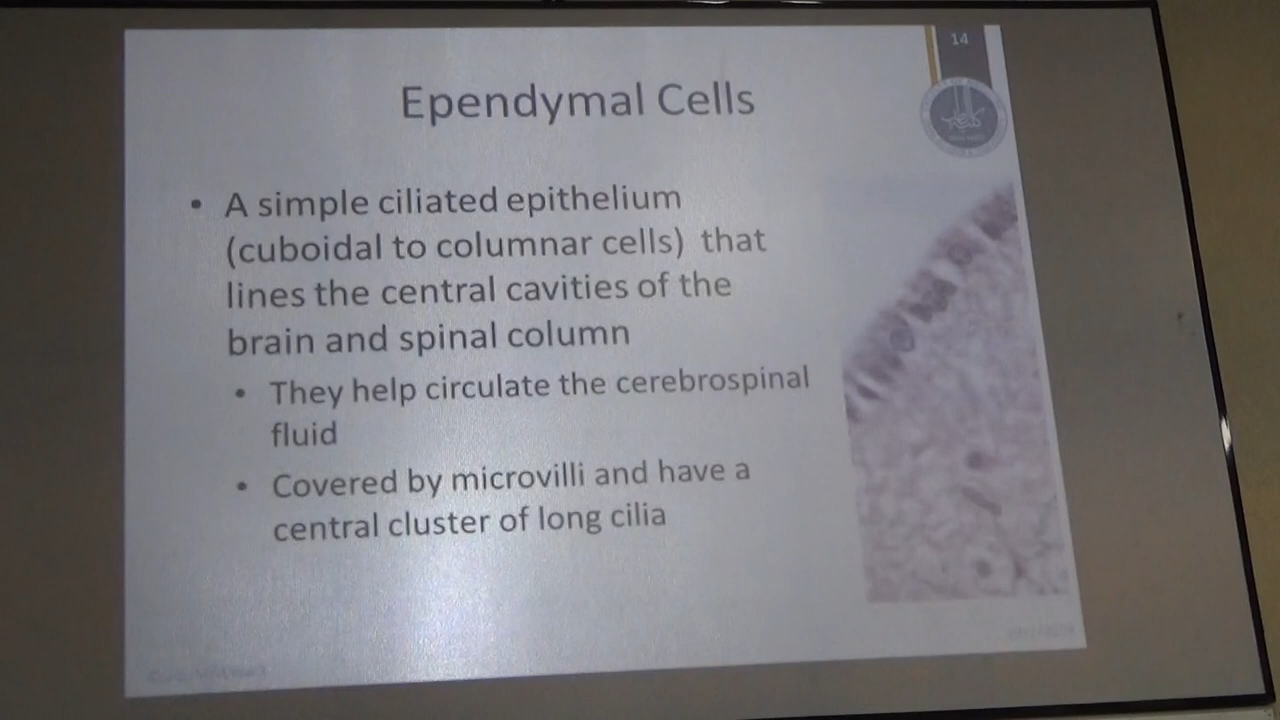 14
Ependymal Cells
• A simple ciliated epithelium
(cuboidal to columnar cells) that
lines the central cavities of the
brain and spinal column
• They help circulate the cerebrospinal
fluid
• Covered by microvilli and have a
central cluster of long cilia